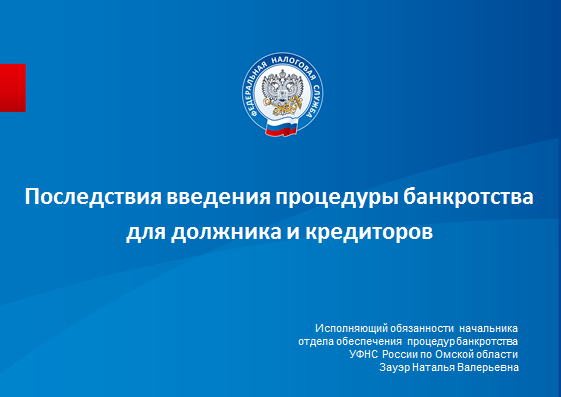 ФЕДЕРАЛЬНАЯ НАЛОГОВАЯ СЛУЖБА
Последствия введения процедуры банкротства
для должника и кредиторов
Исполняющий обязанности начальника
отдела обеспечения процедур банкротства
УФНС России по Омской области
Зауэр Наталья Валерьевна